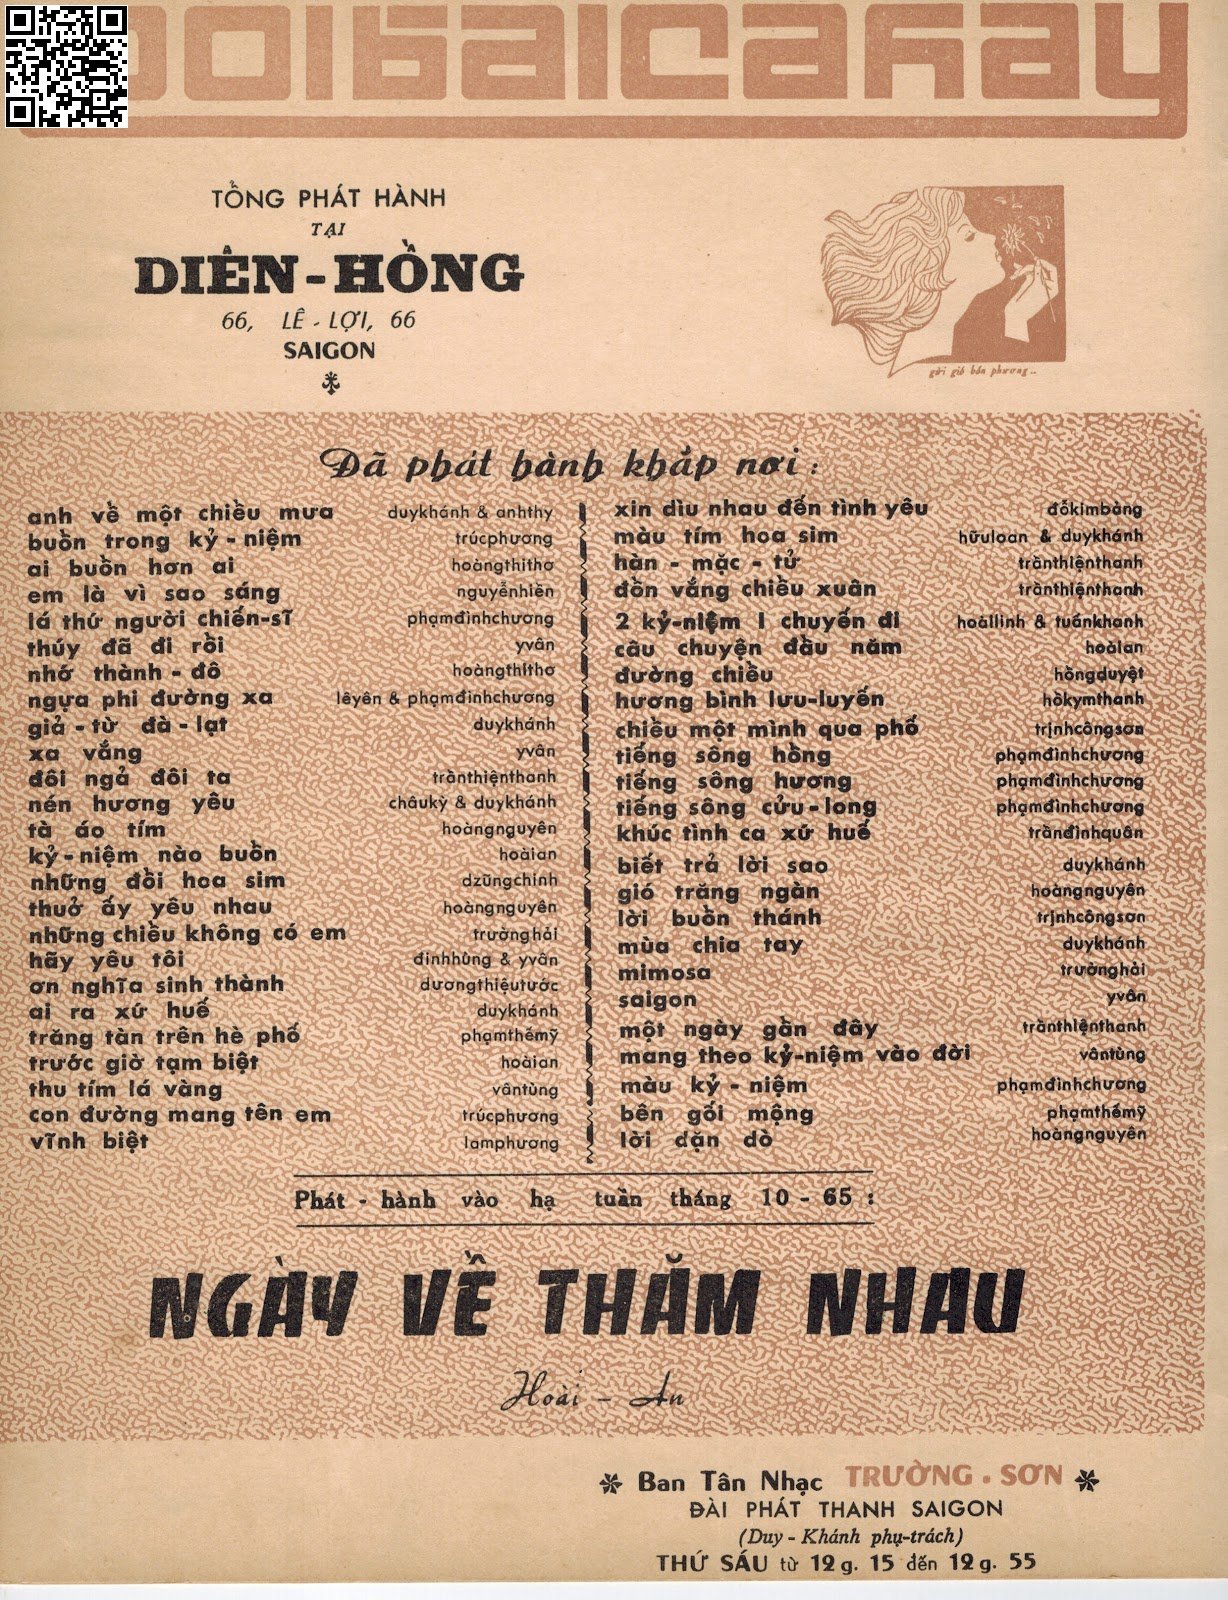 baicahay
TỔNG PHÁT HÀNH
TẠI
DIÊN-HỒNG
66, LÊ - LỢI, 66
SAIGON
gởi gió bốn phương..
Đã phát hành khắp nơi :
anh về một chiều mưa duykhánh & anhthy
buồn trong kỷ - niệm trúcphương
ai buồn hơn ai hoàngthithơ
em là vì sao sáng nguyễnhiền
lá thứ người chiến-sĩ phạmđìnhchương
thúy đã đi rồi yvân
nhớ thành - đô hoàngthithơ
ngựa phi đường xa lêyên & phạmđìnhchương
giả - từ đà - lạt duykhánh
xa vắng yvân
đôi ngả đôi ta trầnthiệnthanh
nén hương yêu châukỳ & duykhánh
tà áo tím hoàngnguyên
kỷ - niệm nào buồn hoàian
những đồi hoa sim dzũngchinh
thuở ấy yêu nhau hoàngnguyên
những chiều không có em trườnghải
hãy yêu tôi đinhhùng & yvân
ơn nghĩa sinh thành dươngthiệutước
ai ra xứ huế duykhánh
trăng tàn trên hè phố phạmthếmỹ
trước giờ tạm biệt hoàian
thu tím lá vàng vântùng
con đường mang tên em trúcphương
vĩnh biệt lamphương
xin dìu nhau đến tình yêu đỗkimbảng
màu tím hoa sim hữuloan & duykhánh
hàn - mặc - tử trầnthiệnthanh
đồn vắng chiều xuân trầnthiệnthanh
2 kỷ-niệm 1 chuyến đi hoàilinh & tuấnkhanh
câu chuyện đầu năm hoàian
đường chiều hồngduyệt
hương bình lưu-luyến hòkymthanh
chiều một mình qua phố trịnhcôngsơn
tiếng sông hồng phạmđìnhchương
tiếng sông hương phạmđìnhchương
tiếng sông cửu-long phạmđìnhchương
khúc tình ca xứ huế trầnđìnhquân
biết trả lời sao duykhánh
gió trăng ngàn hoàngnguyên
lời buồn thánh trịnhcôngsơn
mùa chia tay duykhánh
mimosa trườnghải
saigon yvân
một ngày gần đây trầnthiệnthanh
mang theo kỷ-niệm vào đời vântùng
màu kỷ - niệm phạmđìnhchương
bên gối mộng phạmthếmỹ
lời dặn dò hoàngnguyên
Phát - hành vào hạ tuần tháng 10 - 65 :
NGÀY VỀ THĂM NHAU
Hoài - An
Ban Tân Nhạc TRƯỜNG . SƠN
ĐÀI PHÁT THANH SAIGON
(Duy - Khánh phụ-trách)
THỨ SÁU từ 12g. 15 đến 12g. 55